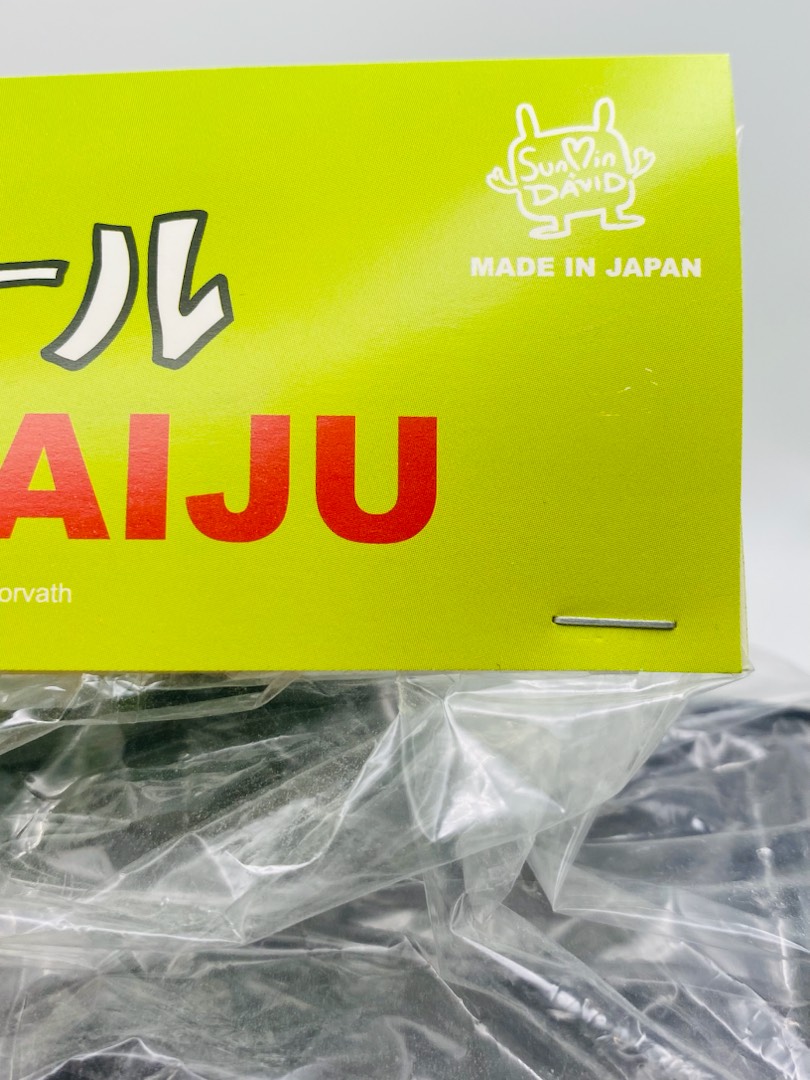 Sun Min
DAViD
MADE IN JAPAN
ール
AIJU
orvath